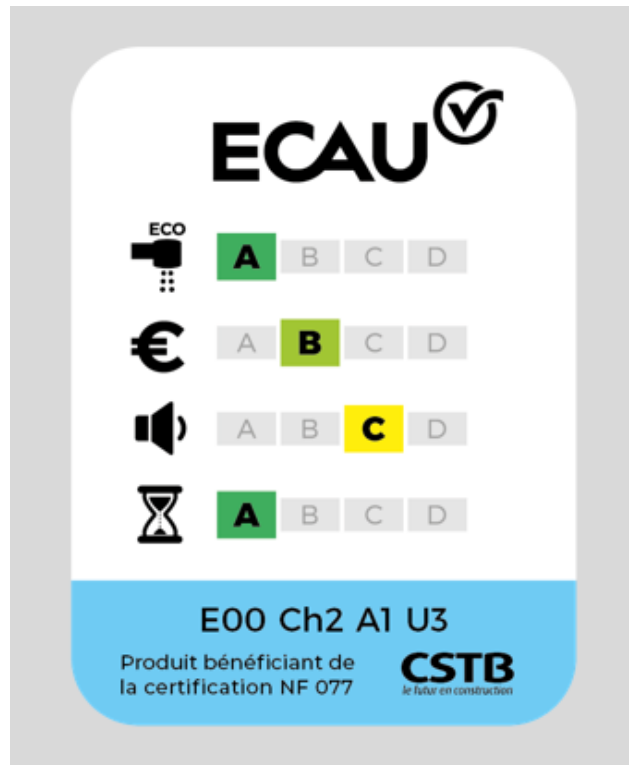 ECAU
ECO
A B C D
€ A B C D
A B C D
A B C D
E00 Ch2 A1 U3
Produit bénéficiant de
la certification NF 077
CSTB
le futur en construction